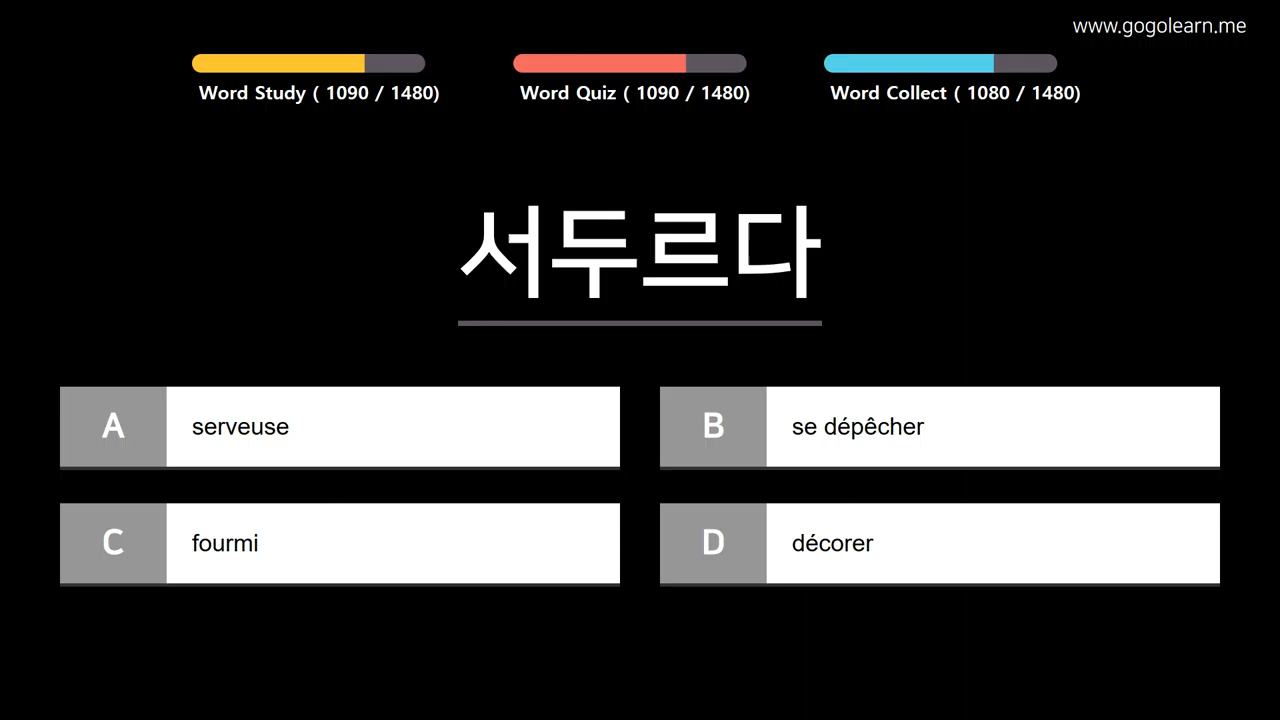 www.gogolearn.me
Word Study ( 1090 / 1480)
Word Quiz ( 1090 / 1480)
Word Collect ( 1080 / 1480)
서두르다
A serveuse
B se dépêcher
C fourmi
D décorer